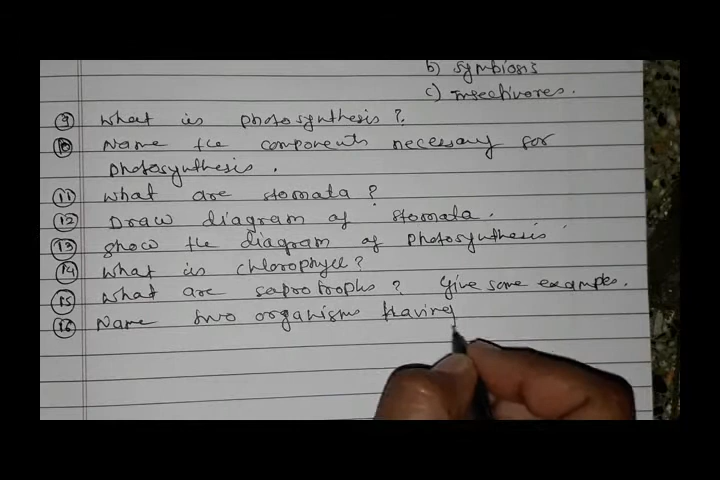 b) symbiosis
c) Insectivores.
9 What is photosynthesis?
10 Name the components necessary for
photosynthesis.
11 What are stomata?
12 Draw diagram of stomata.
13 Show the diagram of photosynthesis.
14 What is chlorophyll?
15 What are saprotrophs? Give some examples.
16 Name two organisms having